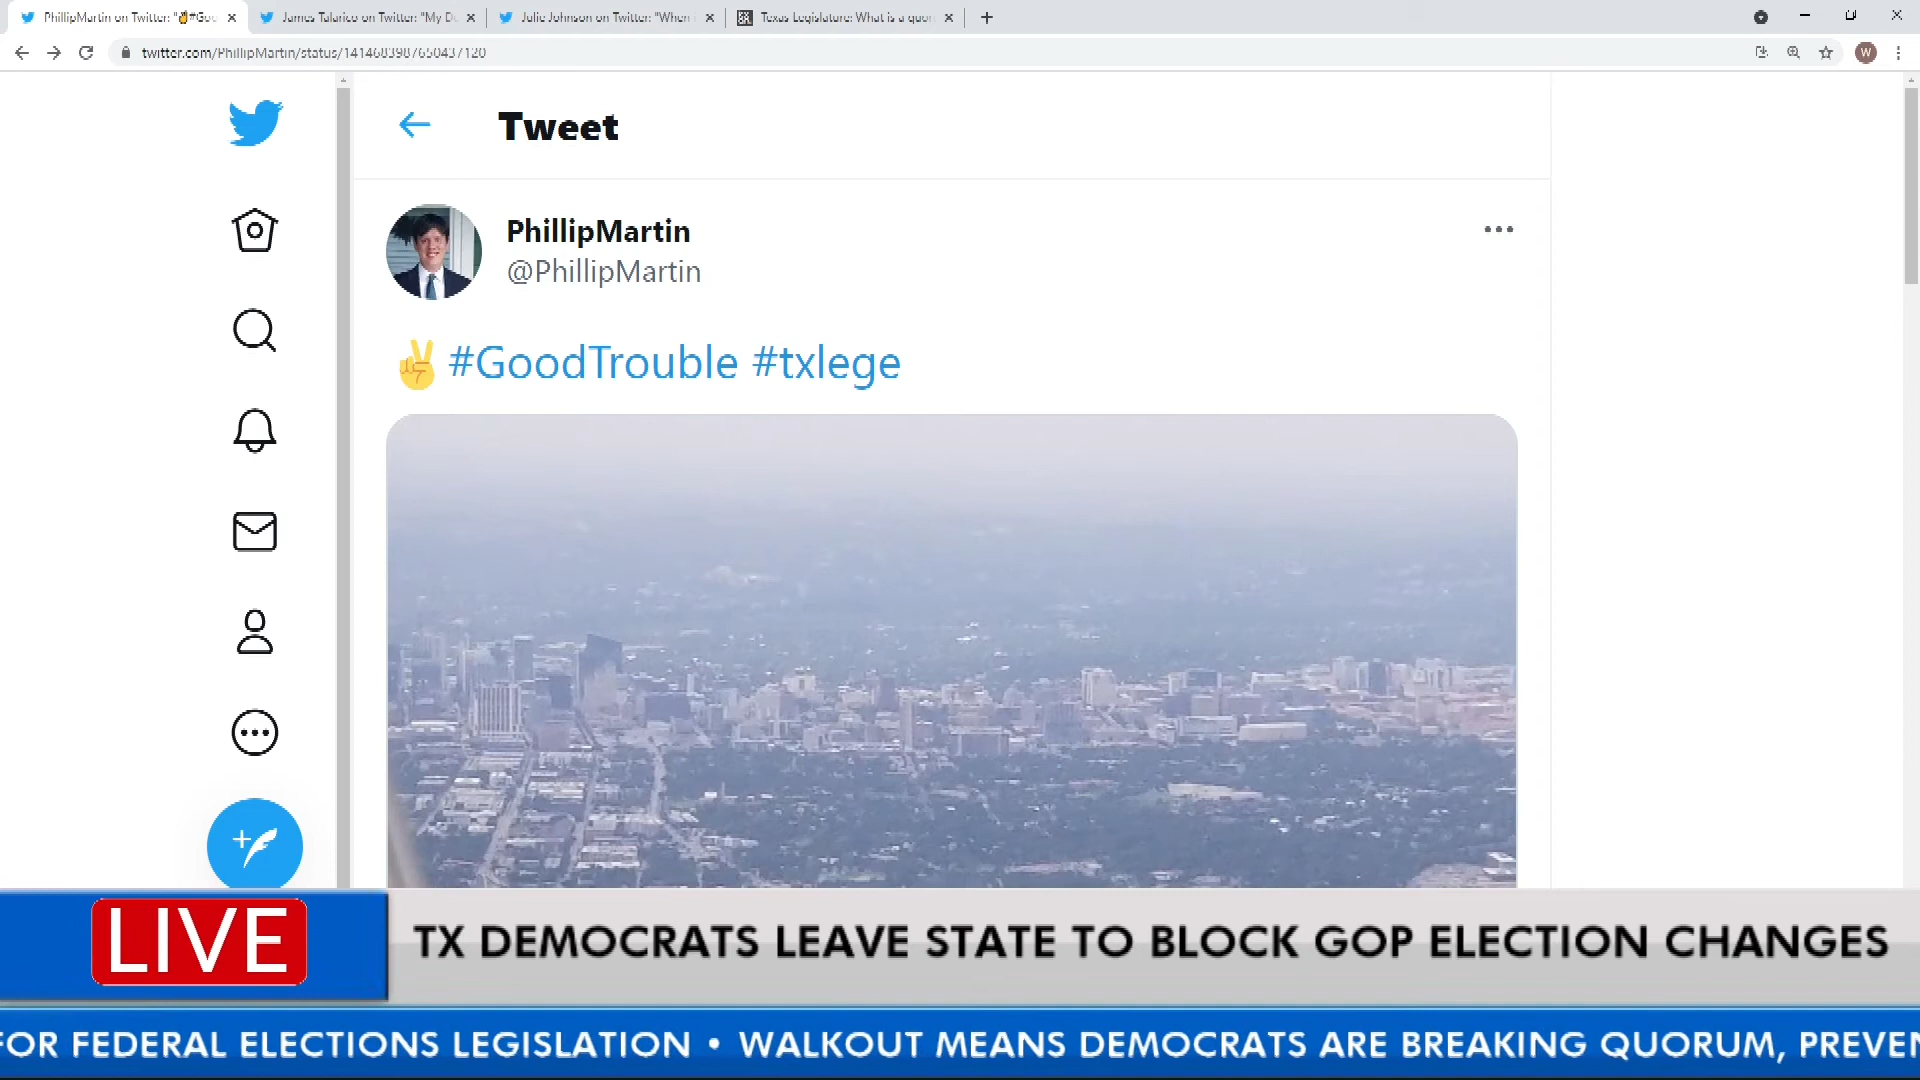 PhillipMartin on Twitter: "✌#Goo
James Talarico on Twitter: "My De
Julie Johnson on Twitter: "When
Texas Legislature: What is a quor
twitter.com/PhillipMartin/status/1414683987650437120
W
Tweet
PhillipMartin
@PhillipMartin
✌#GoodTrouble #txlege
LIVE
TX DEMOCRATS LEAVE STATE TO BLOCK GOP ELECTION CHANGES
FOR FEDERAL ELECTIONS LEGISLATION • WALKOUT MEANS DEMOCRATS ARE BREAKING QUORUM, PREVEN